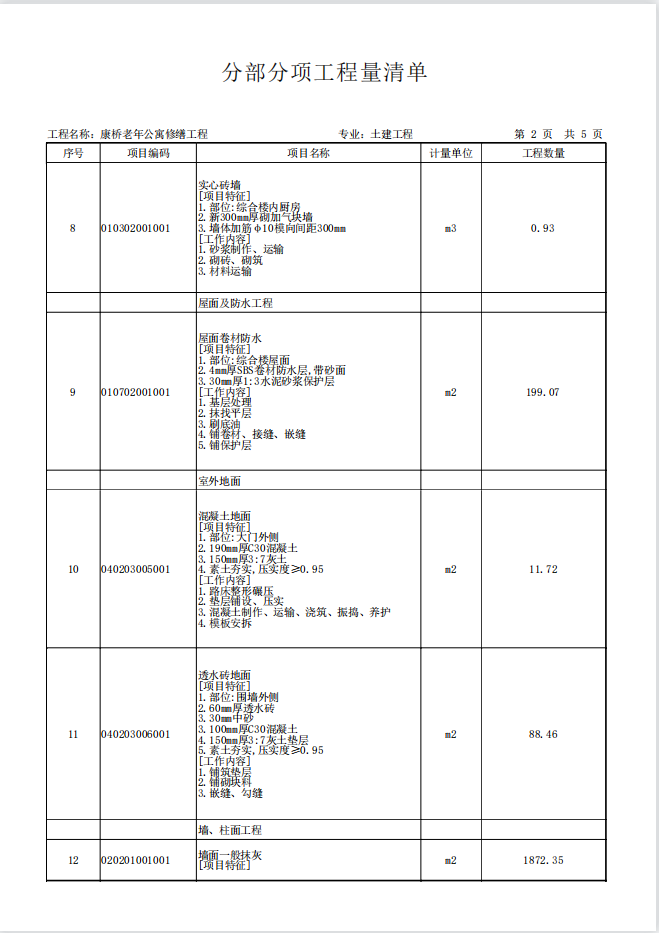 分部分项工程量清单
工程名称: 康桥老年公寓修缮工程 专业: 土建工程 第 2 页 共 5 页
序号 项目编码 项目名称 计量单位 工程数量
8 010302001001 m3 0.93
实心砖墙
[项目特征]
1.部位:综合楼内厨房
2.新300mm厚砌加气块墙
3.墙体加筋φ10横向间距300mm
[工作内容]
1.砂浆制作、运输
2.砌砖、砌筑
3.材料运输
屋面及防水工程
9 010702001001 m2 199.07
屋面卷材防水
[项目特征]
1.部位:综合楼屋面
2.4mm厚SBS卷材防水层,带砂面
3.30mm厚1:3水泥砂浆保护层
[工作内容]
1.基层处理
2.抹找平层
3.刷底油
4.铺卷材、接缝、嵌缝
5.铺保护层
室外地面
10 040203005001 m2 11.72
混凝土地面
[项目特征]
1.部位:大门外侧
2.190mm厚C30混凝土
3.150mm厚3:7灰土
4.素土夯实,压实度≥0.95
[工作内容]
1.路床整形碾压
2.垫层铺设、压实
3.混凝土制作、运输、浇筑、振捣、养护
4.模板安拆
11 040203006001 m2 88.46
透水砖地面
[项目特征]
1.部位:围墙外侧
2.60mm厚透水砖
3.30mm中砂
3.100mm厚C30混凝土
4.150mm厚3:7灰土垫层
5.素土夯实,压实度≥0.95
[工作内容]
1.铺筑垫层
2.铺砌块料
3.嵌缝、勾缝
墙、柱面工程
12 020201001001 m2 1872.35
墙面一般抹灰
[项目特征]